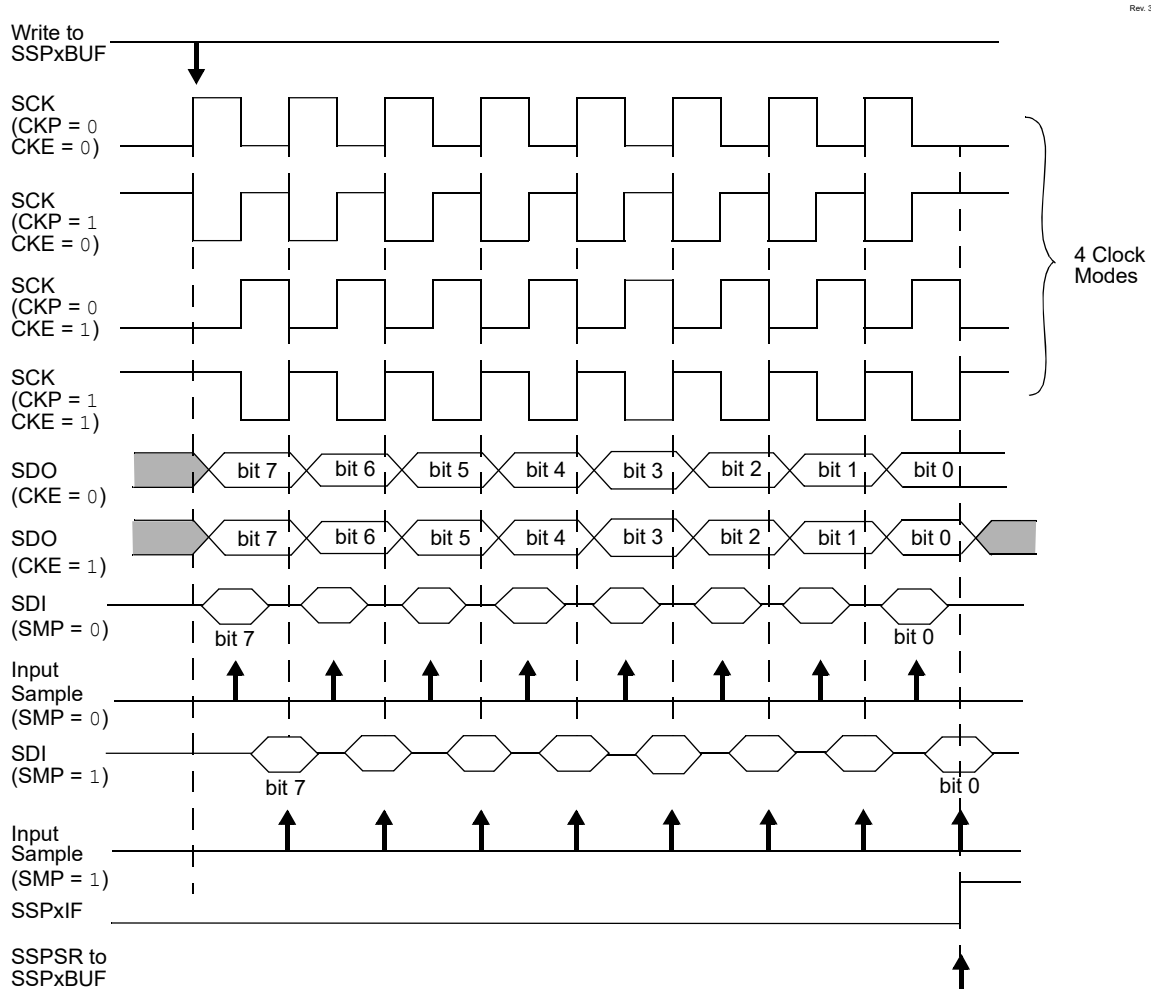 Rev. 3
Write to
SSPxBUF
SCK
(CKP = 0
CKE = 0)
SCK
(CKP = 1
CKE = 0)
SCK
(CKP = 0
CKE = 1)
SCK
(CKP = 1
CKE = 1)
4 Clock
Modes
SDO
(CKE = 0)
bit 7 bit 6 bit 5 bit 4 bit 3 bit 2 bit 1 bit 0
SDO
(CKE = 1)
bit 7 bit 6 bit 5 bit 4 bit 3 bit 2 bit 1 bit 0
SDI
(SMP = 0)
bit 7 bit 0
Input
Sample
(SMP = 0)
SDI
(SMP = 1)
bit 7 bit 0
Input
Sample
(SMP = 1)
SSPxIF
SSPSR to
SSPxBUF